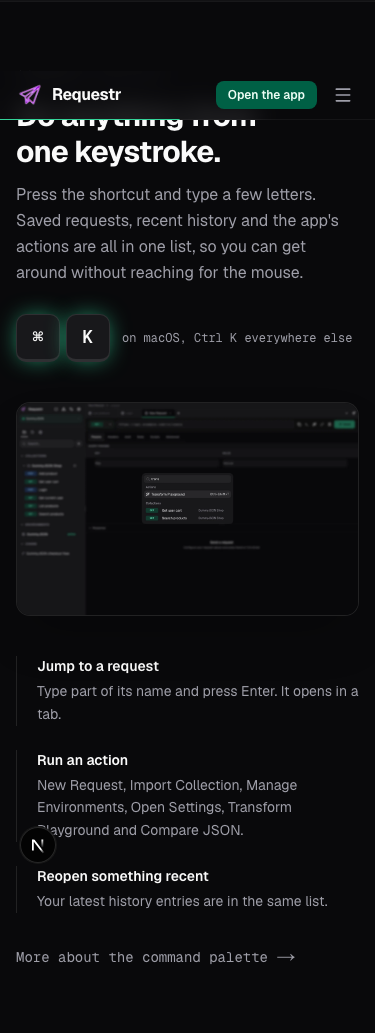 Requestr
Open the app
Do anything from
one keystroke.
Press the shortcut and type a few letters.
Saved requests, recent history and the app's
actions are all in one list, so you can get
around without reaching for the mouse.
⌘ K on macOS, Ctrl K everywhere else
Jump to a request
Type part of its name and press Enter. It opens in a
tab.
Run an action
New Request, Import Collection, Manage
Environments, Open Settings, Transform
Playground and Compare JSON.
N
Reopen something recent
Your latest history entries are in the same list.
More about the command palette →